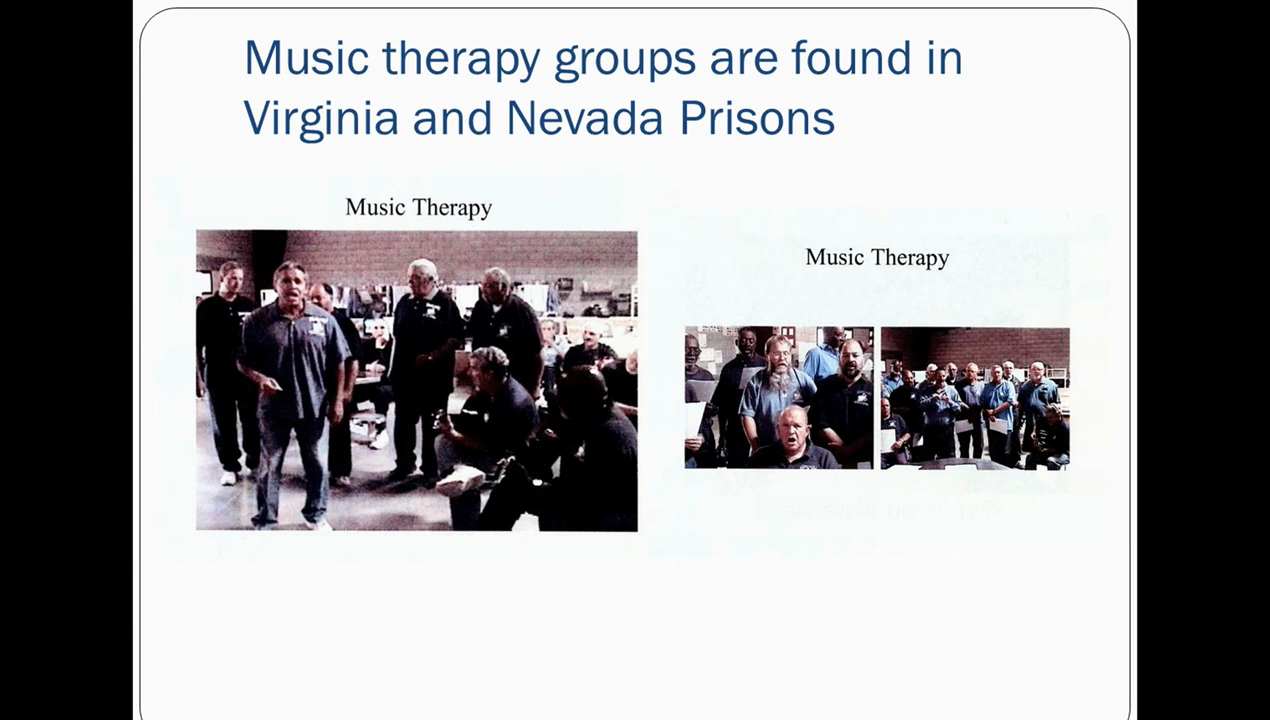 Music therapy groups are found in
Virginia and Nevada Prisons
Music Therapy
Music Therapy